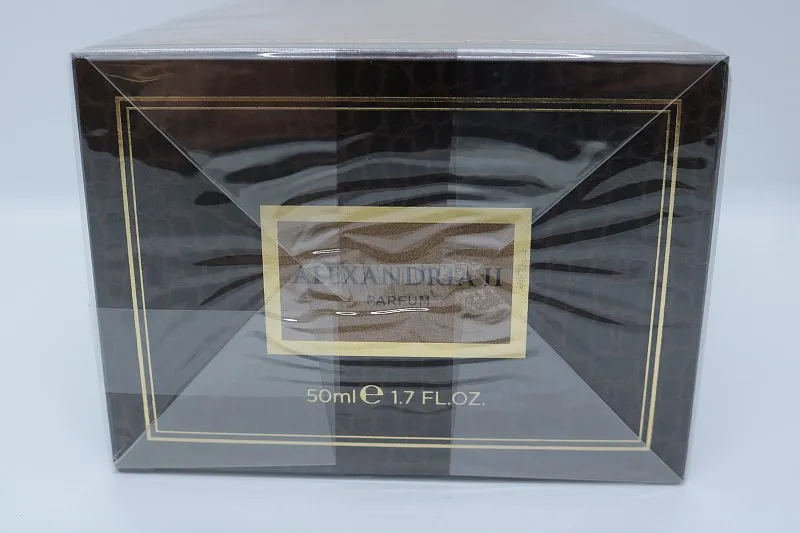 ALEXANDRIA II
PARFUM
50ml ℮ 1.7 FL.OZ.